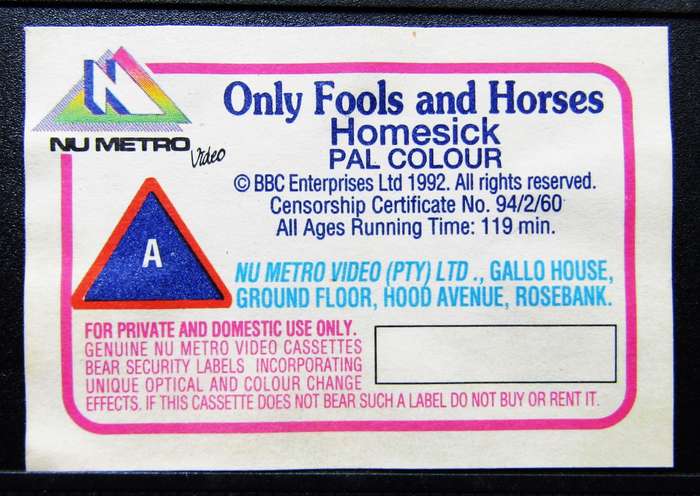 N
NU METRO
Video
Only Fools and Horses
Homesick
PAL COLOUR
© BBC Enterprises Ltd 1992. All rights reserved.
Censorship Certificate No. 94/2/60
All Ages Running Time: 119 min.
A
NU METRO VIDEO (PTY) LTD ., GALLO HOUSE,
GROUND FLOOR, HOOD AVENUE, ROSEBANK.
FOR PRIVATE AND DOMESTIC USE ONLY.
GENUINE NU METRO VIDEO CASSETTES
BEAR SECURITY LABELS INCORPORATING
UNIQUE OPTICAL AND COLOUR CHANGE
EFFECTS. IF THIS CASSETTE DOES NOT BEAR SUCH A LABEL DO NOT BUY OR RENT IT.